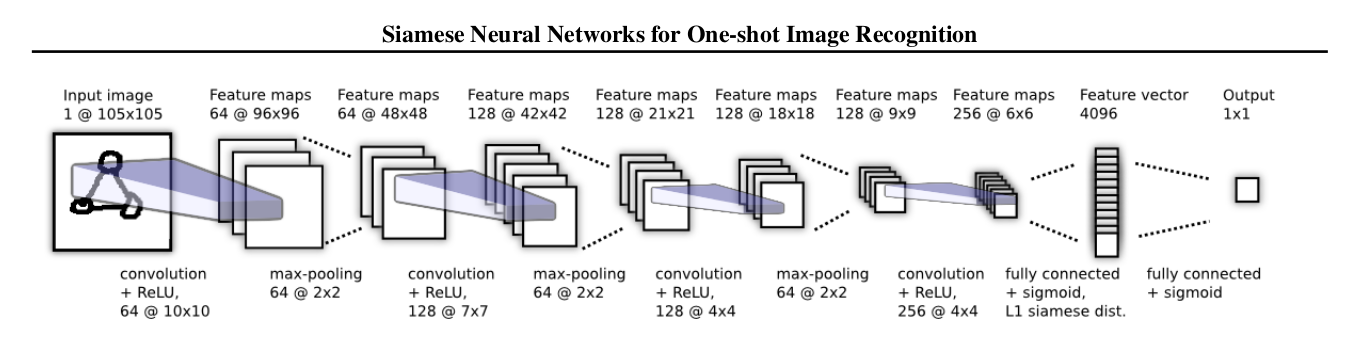 Siamese Neural Networks for One-shot Image Recognition
Input image
1 @ 105x105
Feature maps
64 @ 96x96
Feature maps
64 @ 48x48
Feature maps
128 @ 42x42
Feature maps
128 @ 21x21
Feature maps
128 @ 18x18
Feature maps
128 @ 9x9
Feature maps
256 @ 6x6
Feature vector
4096
Output
1x1
convolution
+ ReLU,
64 @ 10x10
max-pooling
64 @ 2x2
convolution
+ ReLU,
128 @ 7x7
max-pooling
64 @ 2x2
convolution
+ ReLU,
128 @ 4x4
max-pooling
64 @ 2x2
convolution
+ ReLU,
256 @ 4x4
fully connected
+ sigmoid,
L1 siamese dist.
fully connected
+ sigmoid